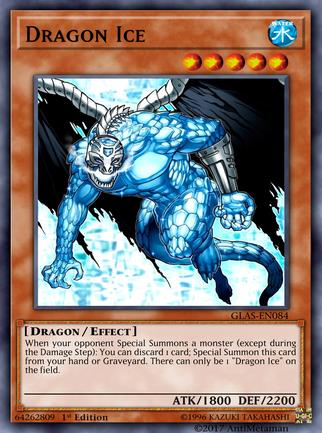 Dragon Ice
WATER
水
GLAS-EN084
[Dragon / Effect]
When your opponent Special Summons a monster (except during
the Damage Step): You can discard 1 card; Special Summon this card
from your hand or Graveyard. There can only be 1 "Dragon Ice" on
the field.
ATK/1800 DEF/2200
64262809 1st Edition ©1996 KAZUKI TAKAHASHI
©2017 AntiMetaman